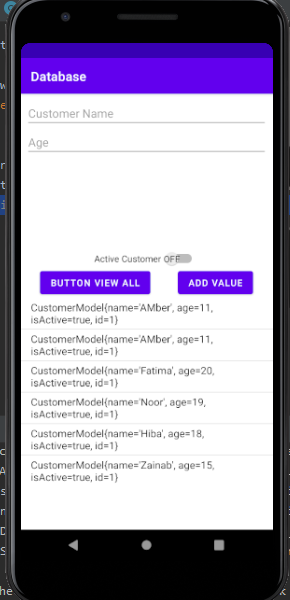 Database
Customer Name
Age
Active Customer OFF
BUTTON VIEW ALL
ADD VALUE
CustomerModel{name='AMber', age=11,
isActive=true, id=1}
CustomerModel{name='AMber', age=11,
isActive=true, id=1}
CustomerModel{name='Fatima', age=20,
isActive=true, id=1}
CustomerModel{name='Noor', age=19,
isActive=true, id=1}
CustomerModel{name='Hiba', age=18,
isActive=true, id=1}
CustomerModel{name='Zainab', age=15,
isActive=true, id=1}